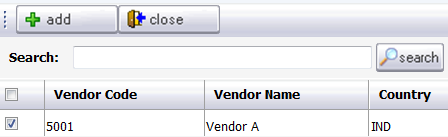 add close
Search: search
Vendor Code Vendor Name Country
5001 Vendor A IND